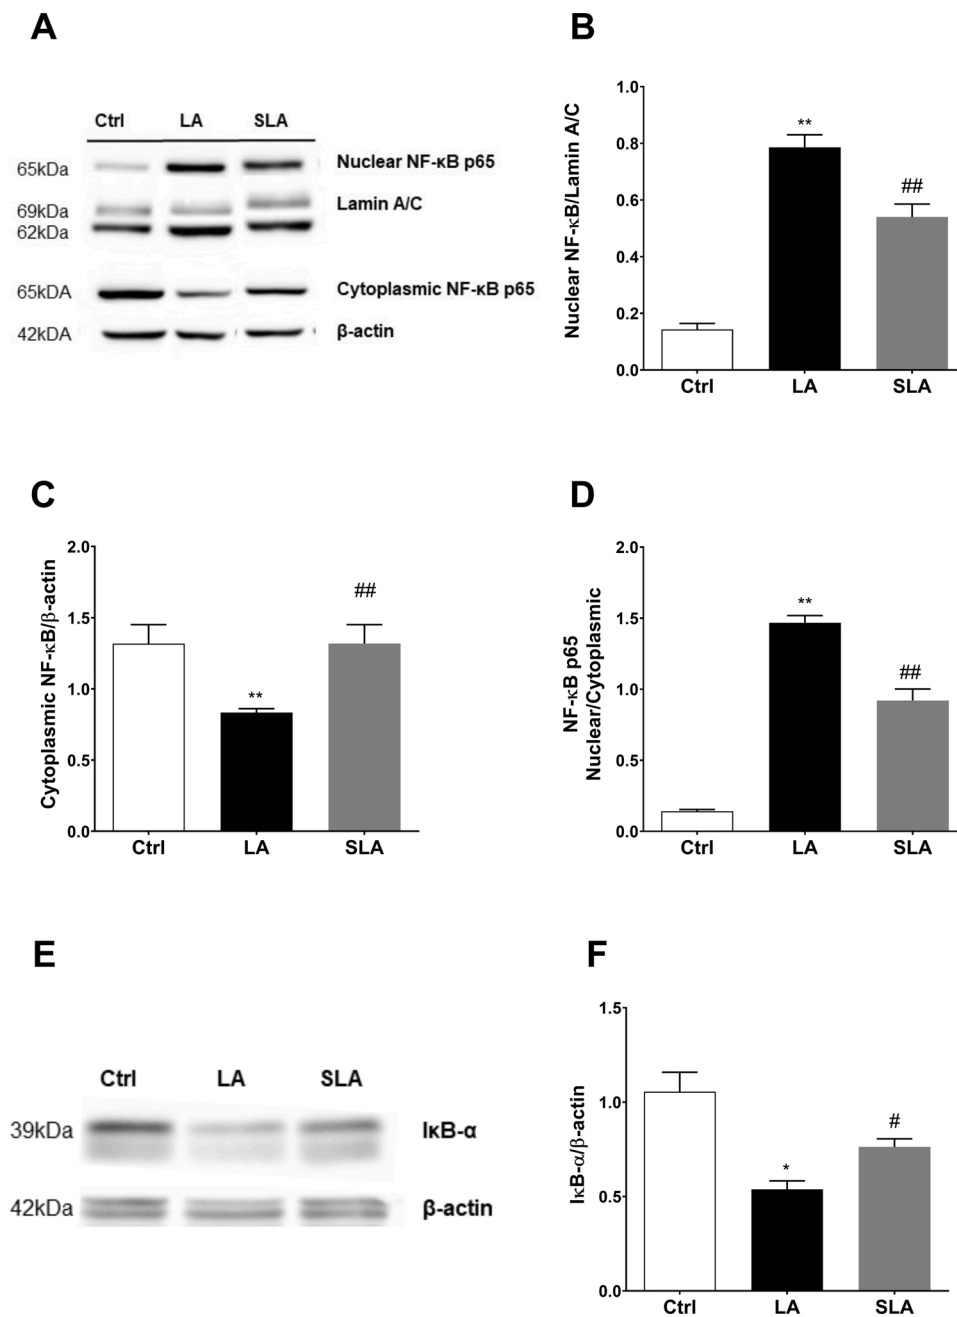 A
Ctrl LA SLA
65kDa Nuclear NF-κB p65
69kDa Lamin A/C
62kDa
65kDA Cytoplasmic NF-κB p65
42kDA β-actin
B
Nuclear NF-κB/Lamin A/C
1.0
0.8
0.6
0.4
0.2
0.0
**
##
Ctrl LA SLA
C
Cytoplasmic NF-κB/β-actin
2.0
1.5
1.0
0.5
0.0
**
##
Ctrl LA SLA
D
NF-κB p65
Nuclear/Cytoplasmic
2.0
1.5
1.0
0.5
0.0
**
##
Ctrl LA SLA
E
Ctrl LA SLA
39kDa IκB-α
42kDa β-actin
F
IκB-α/β-actin
1.5
1.0
0.5
0.0
*
#
Ctrl LA SLA